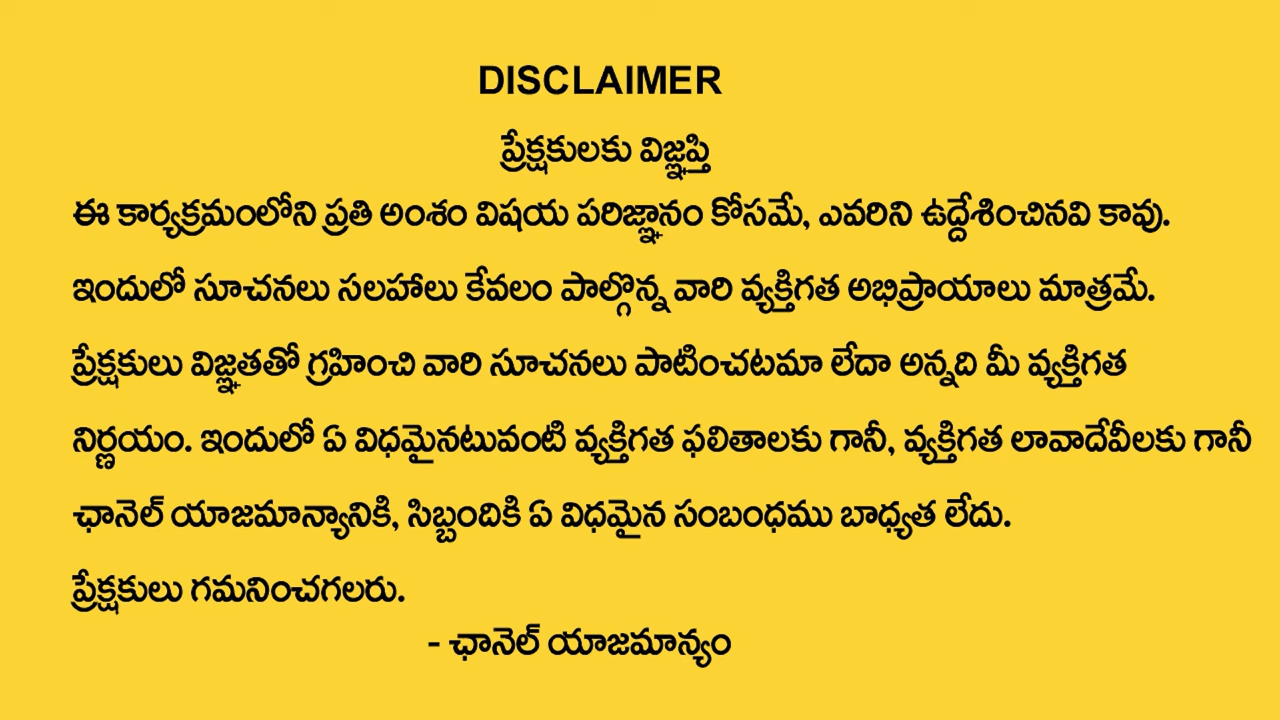 DISCLAIMER
ప్రేక్షకులకు విజ్ఞప్తి
ఈ కార్యక్రమంలోని ప్రతి అంశం విషయ పరిజ్ఞానం కోసమే, ఎవరిని ఉద్దేశించినవి కావు.
ఇందులో సూచనలు సలహాలు కేవలం పాల్గొన్న వారి వ్యక్తిగత అభిప్రాయాలు మాత్రమే.
ప్రేక్షకులు విజ్ఞతతో గ్రహించి వారి సూచనలు పాటించటమా లేదా అన్నది మీ వ్యక్తిగత
నిర్ణయం. ఇందులో ఏ విధమైనటువంటి వ్యక్తిగత ఫలితాలకు గానీ, వ్యక్తిగత లావాదేవీలకు గానీ
ఛానెల్ యాజమాన్యానికి, సిబ్బందికి ఏ విధమైన సంబంధము బాధ్యత లేదు.
ప్రేక్షకులు గమనించగలరు.
- ఛానెల్ యాజమాన్యం